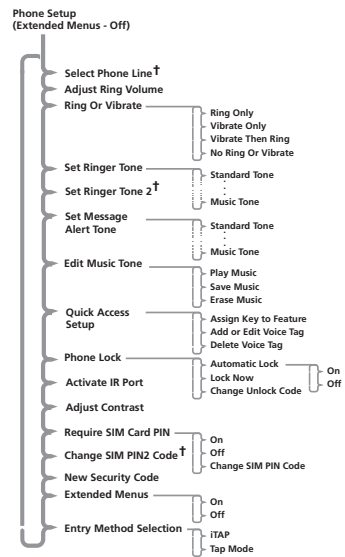 Phone Setup
(Extended Menus - Off)
Select Phone Line†
Adjust Ring Volume
Ring Or Vibrate
Ring Only
Vibrate Only
Vibrate Then Ring
No Ring Or Vibrate
Set Ringer Tone
Standard Tone
Music Tone
Set Ringer Tone 2†
Set Message
Alert Tone
Standard Tone
Music Tone
Edit Music Tone
Play Music
Save Music
Erase Music
Quick Access
Setup
Assign Key to Feature
Add or Edit Voice Tag
Delete Voice Tag
Phone Lock
Automatic Lock
On
Off
Lock Now
Change Unlock Code
Activate IR Port
Adjust Contrast
Require SIM Card PIN
On
Off
Change SIM PIN Code
Change SIM PIN2 Code†
New Security Code
Extended Menus
On
Off
Entry Method Selection
iTAP
Tap Mode